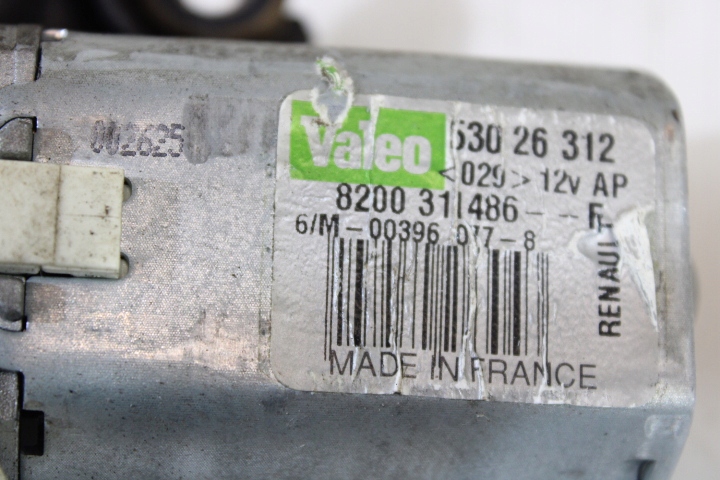 002625
Valeo 530 26 312
<029> 12V AP
8200 311486--F
6/M-00396 077-8
RENAULT
MADE IN FRANCE